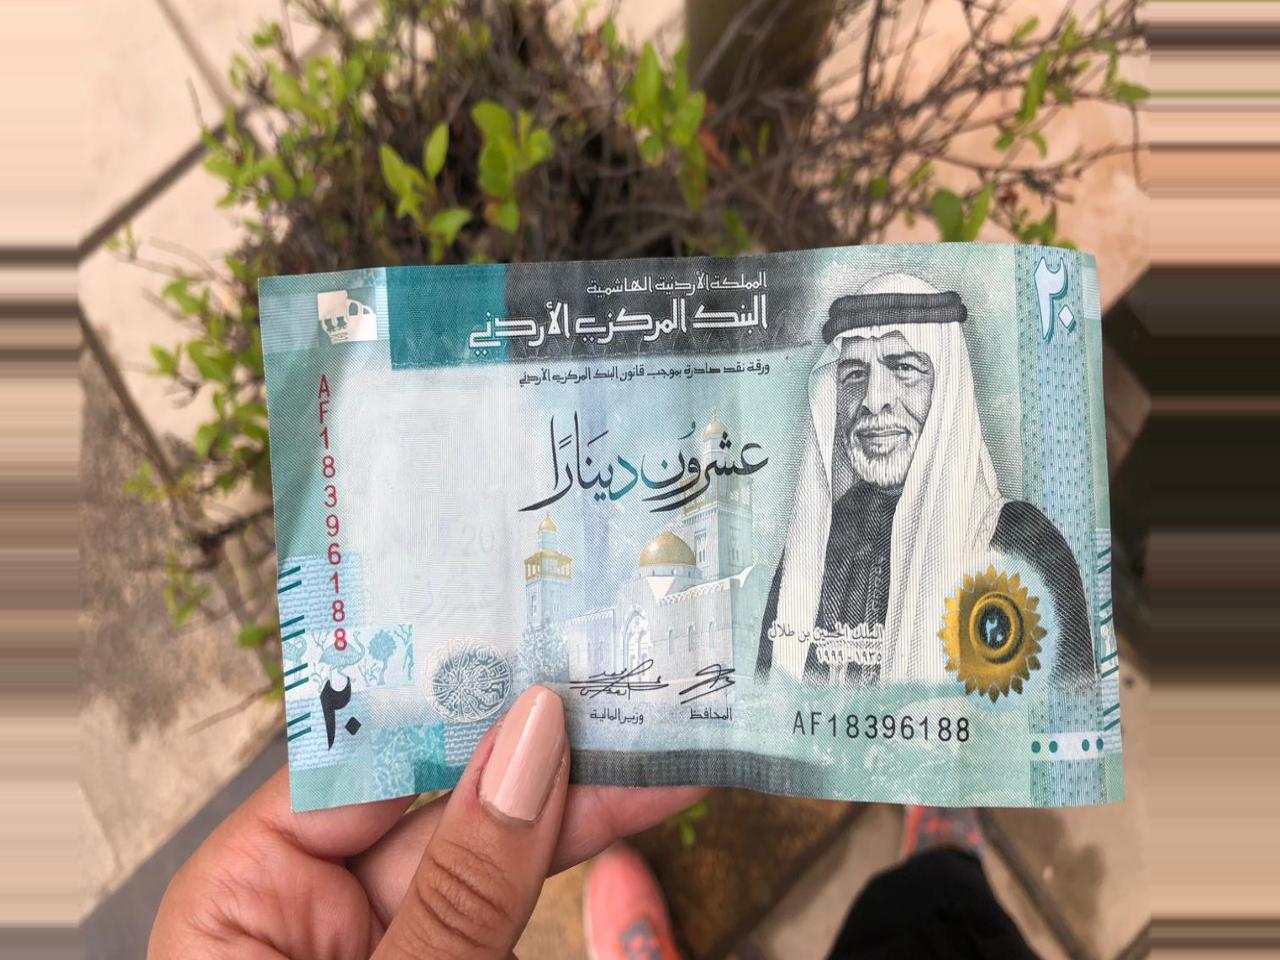 المملكة الأردنية الهاشمية
البنك المركزي الأردني
ورقة نقد صادرة بموجب قانون البنك المركزي الأردني
٢٠
AF18396188
عشرون دينارًا
20
الملك الحسين بن طلال
١٩٣٥ - ١٩٩٩
٢٠
٢٠
المحافظ
وزير المالية
AF18396188